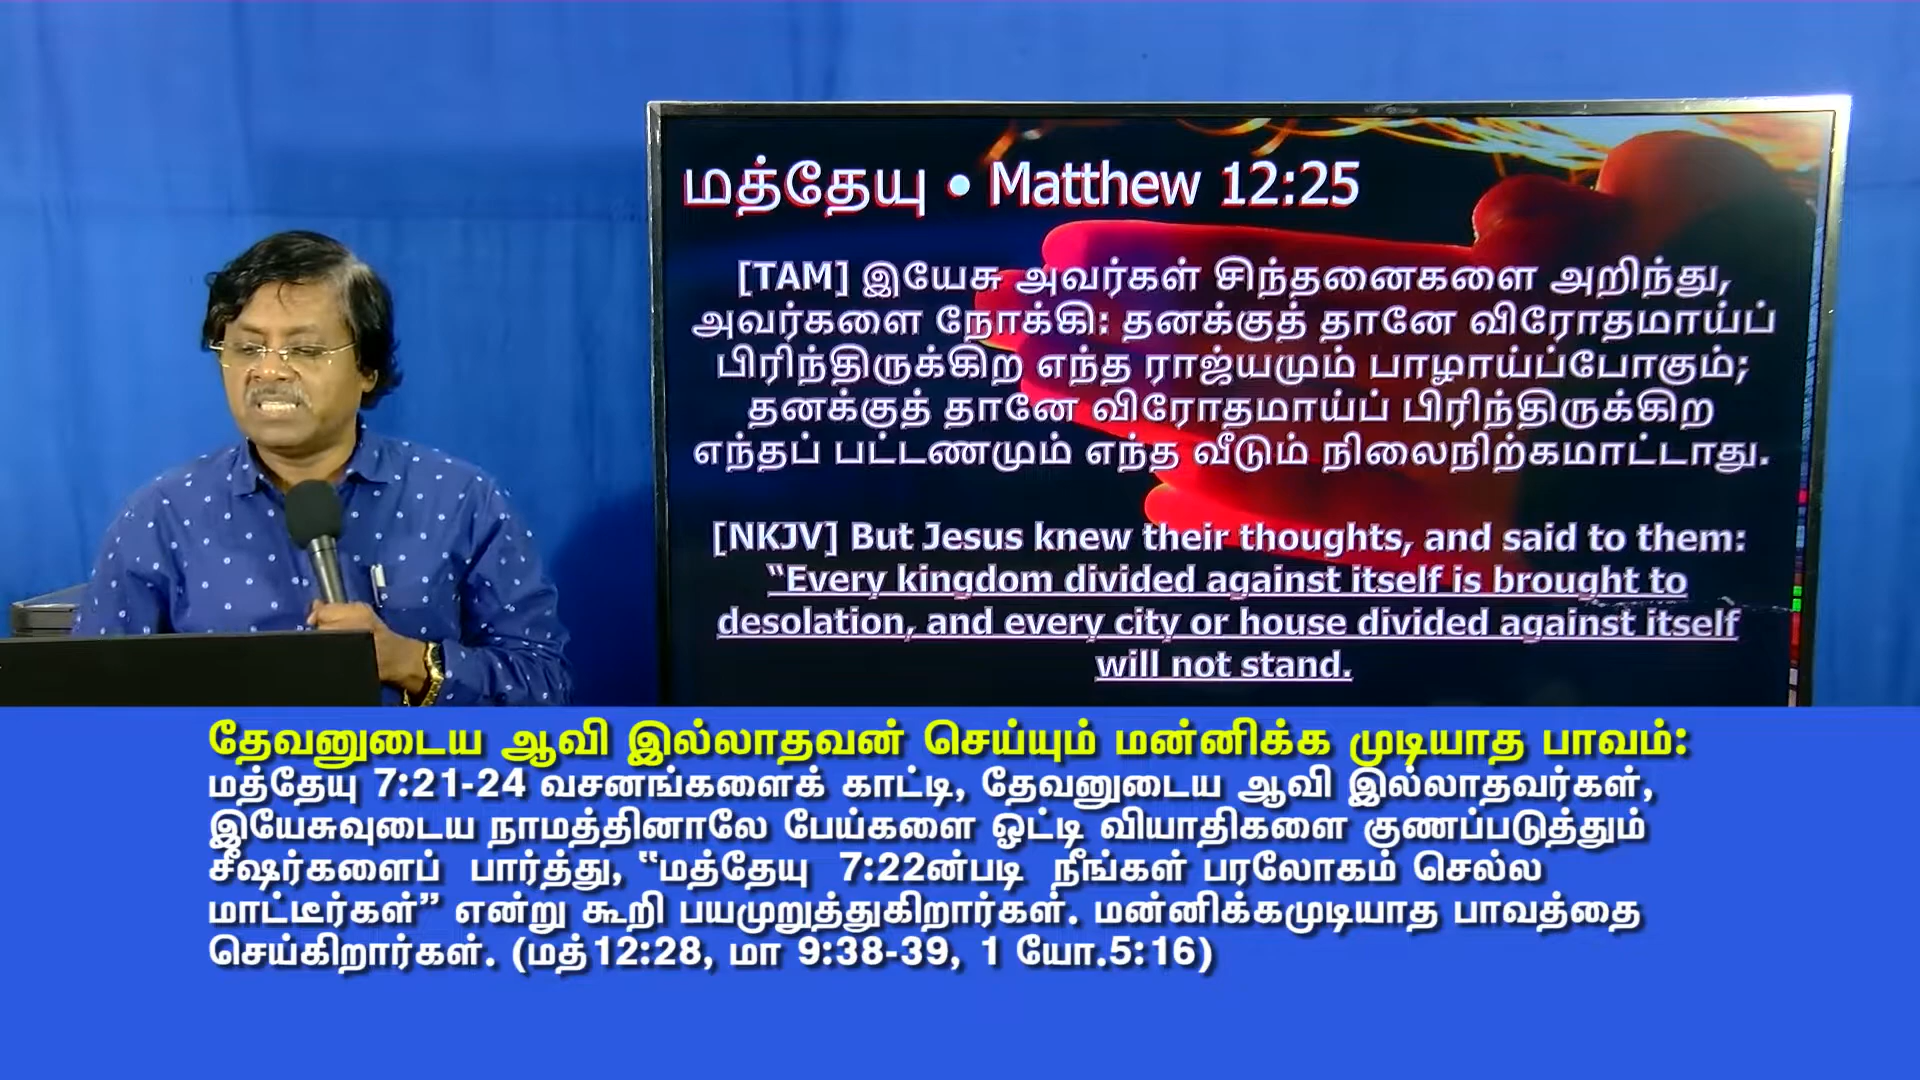 மத்தேயு • Matthew 12:25
[TAM] இயேசு அவர்கள் சிந்தனைகளை அறிந்து,
அவர்களை நோக்கி: தனக்குத் தானே விரோதமாய்ப்
பிரிந்திருக்கிற எந்த ராஜ்யமும் பாழாய்ப்போகும்;
தனக்குத் தானே விரோதமாய்ப் பிரிந்திருக்கிற
எந்தப் பட்டணமும் எந்த வீடும் நிலைநிற்கமாட்டாது.
[NKJV] But Jesus knew their thoughts, and said to them:
“Every kingdom divided against itself is brought to
desolation, and every city or house divided against itself
will not stand.
தேவனுடைய ஆவி இல்லாதவன் செய்யும் மன்னிக்க முடியாத பாவம்:
மத்தேயு 7:21-24 வசனங்களைக் காட்டி, தேவனுடைய ஆவி இல்லாதவர்கள்,
இயேசுவுடைய நாமத்தினாலே பேய்களை ஓட்டி வியாதிகளை குணப்படுத்தும்
சீஷர்களைப் பார்த்து, “மத்தேயு 7:22ன்படி நீங்கள் பரலோகம் செல்ல
மாட்டீர்கள்” என்று கூறி பயமுறுத்துகிறார்கள். மன்னிக்கமுடியாத பாவத்தை
செய்கிறார்கள். (மத்12:28, மா 9:38-39, 1 யோ.5:16)